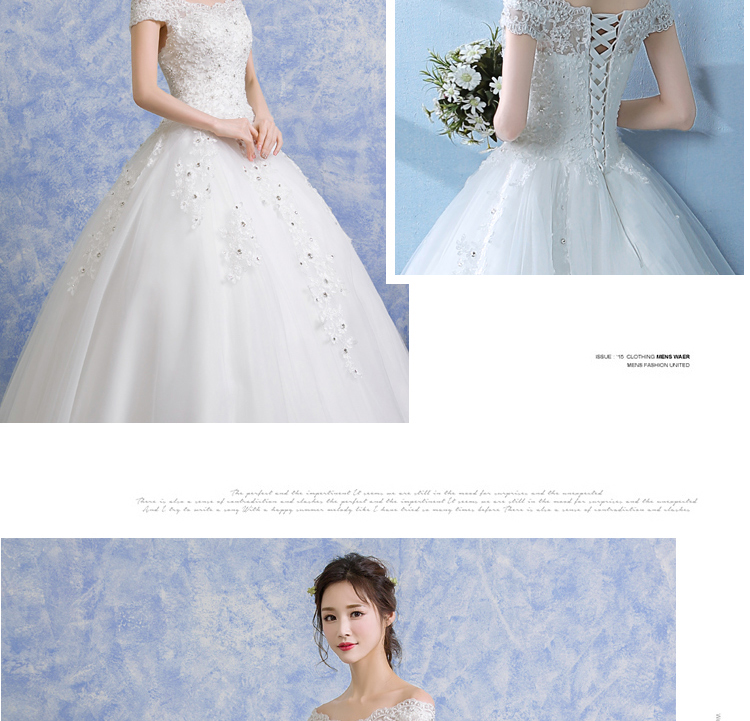 ISSUE : '15 CLOTHING MENS WAER
MENS FASHION UNITED
The perfect and the impertinent It seems we are still in the mood for surprises and the unexpected
There is also a sense of contradiction and clashes the perfect and the impertinent It seems we are still in the mood for surprises and the unexpected
And I try to write a song With a happy summer melody like I have tried so many times before There is also a sense of contradiction and clashes